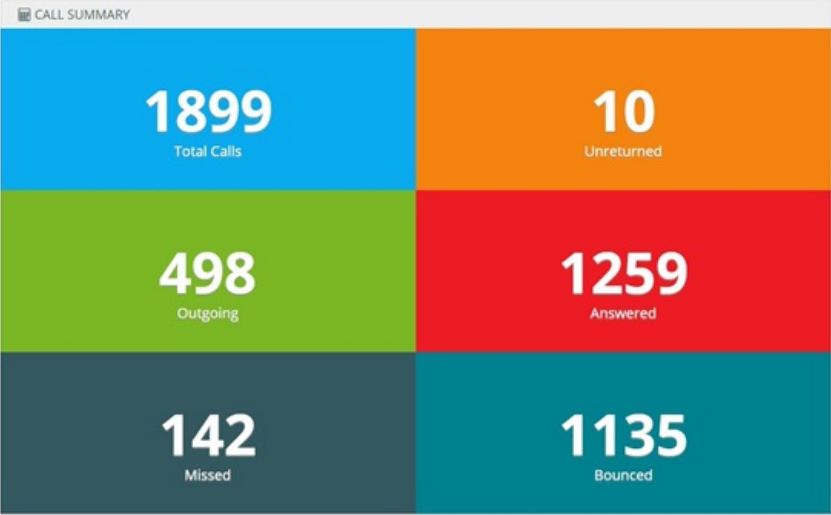 CALL SUMMARY
1899
Total Calls
10
Unreturned
498
Outgoing
1259
Answered
142
Missed
1135
Bounced